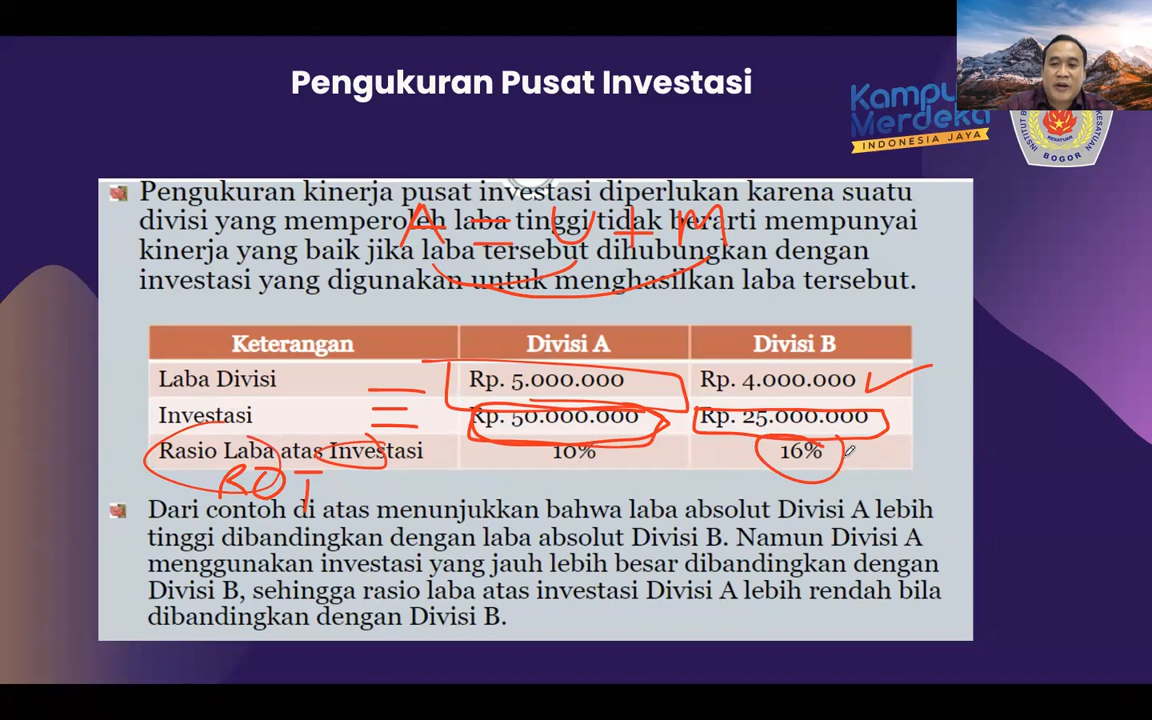 Pengukuran Pusat Investasi
Kampu
Merdeka
INDONESIA JAYA
KESATUAN
BOGOR
Pengukuran kinerja pusat investasi diperlukan karena suatu
divisi yang memperoleh laba tinggi tidak berarti mempunyai
kinerja yang baik jika laba tersebut dihubungkan dengan
investasi yang digunakan untuk menghasilkan laba tersebut.
A = U + M
Keterangan Divisi A Divisi B
Laba Divisi Rp. 5.000.000 Rp. 4.000.000
Investasi Rp. 50.000.000 Rp. 25.000.000
Rasio Laba atas Investasi 10% 16%
ROI
Dari contoh di atas menunjukkan bahwa laba absolut Divisi A lebih
tinggi dibandingkan dengan laba absolut Divisi B. Namun Divisi A
menggunakan investasi yang jauh lebih besar dibandingkan dengan
Divisi B, sehingga rasio laba atas investasi Divisi A lebih rendah bila
dibandingkan dengan Divisi B.